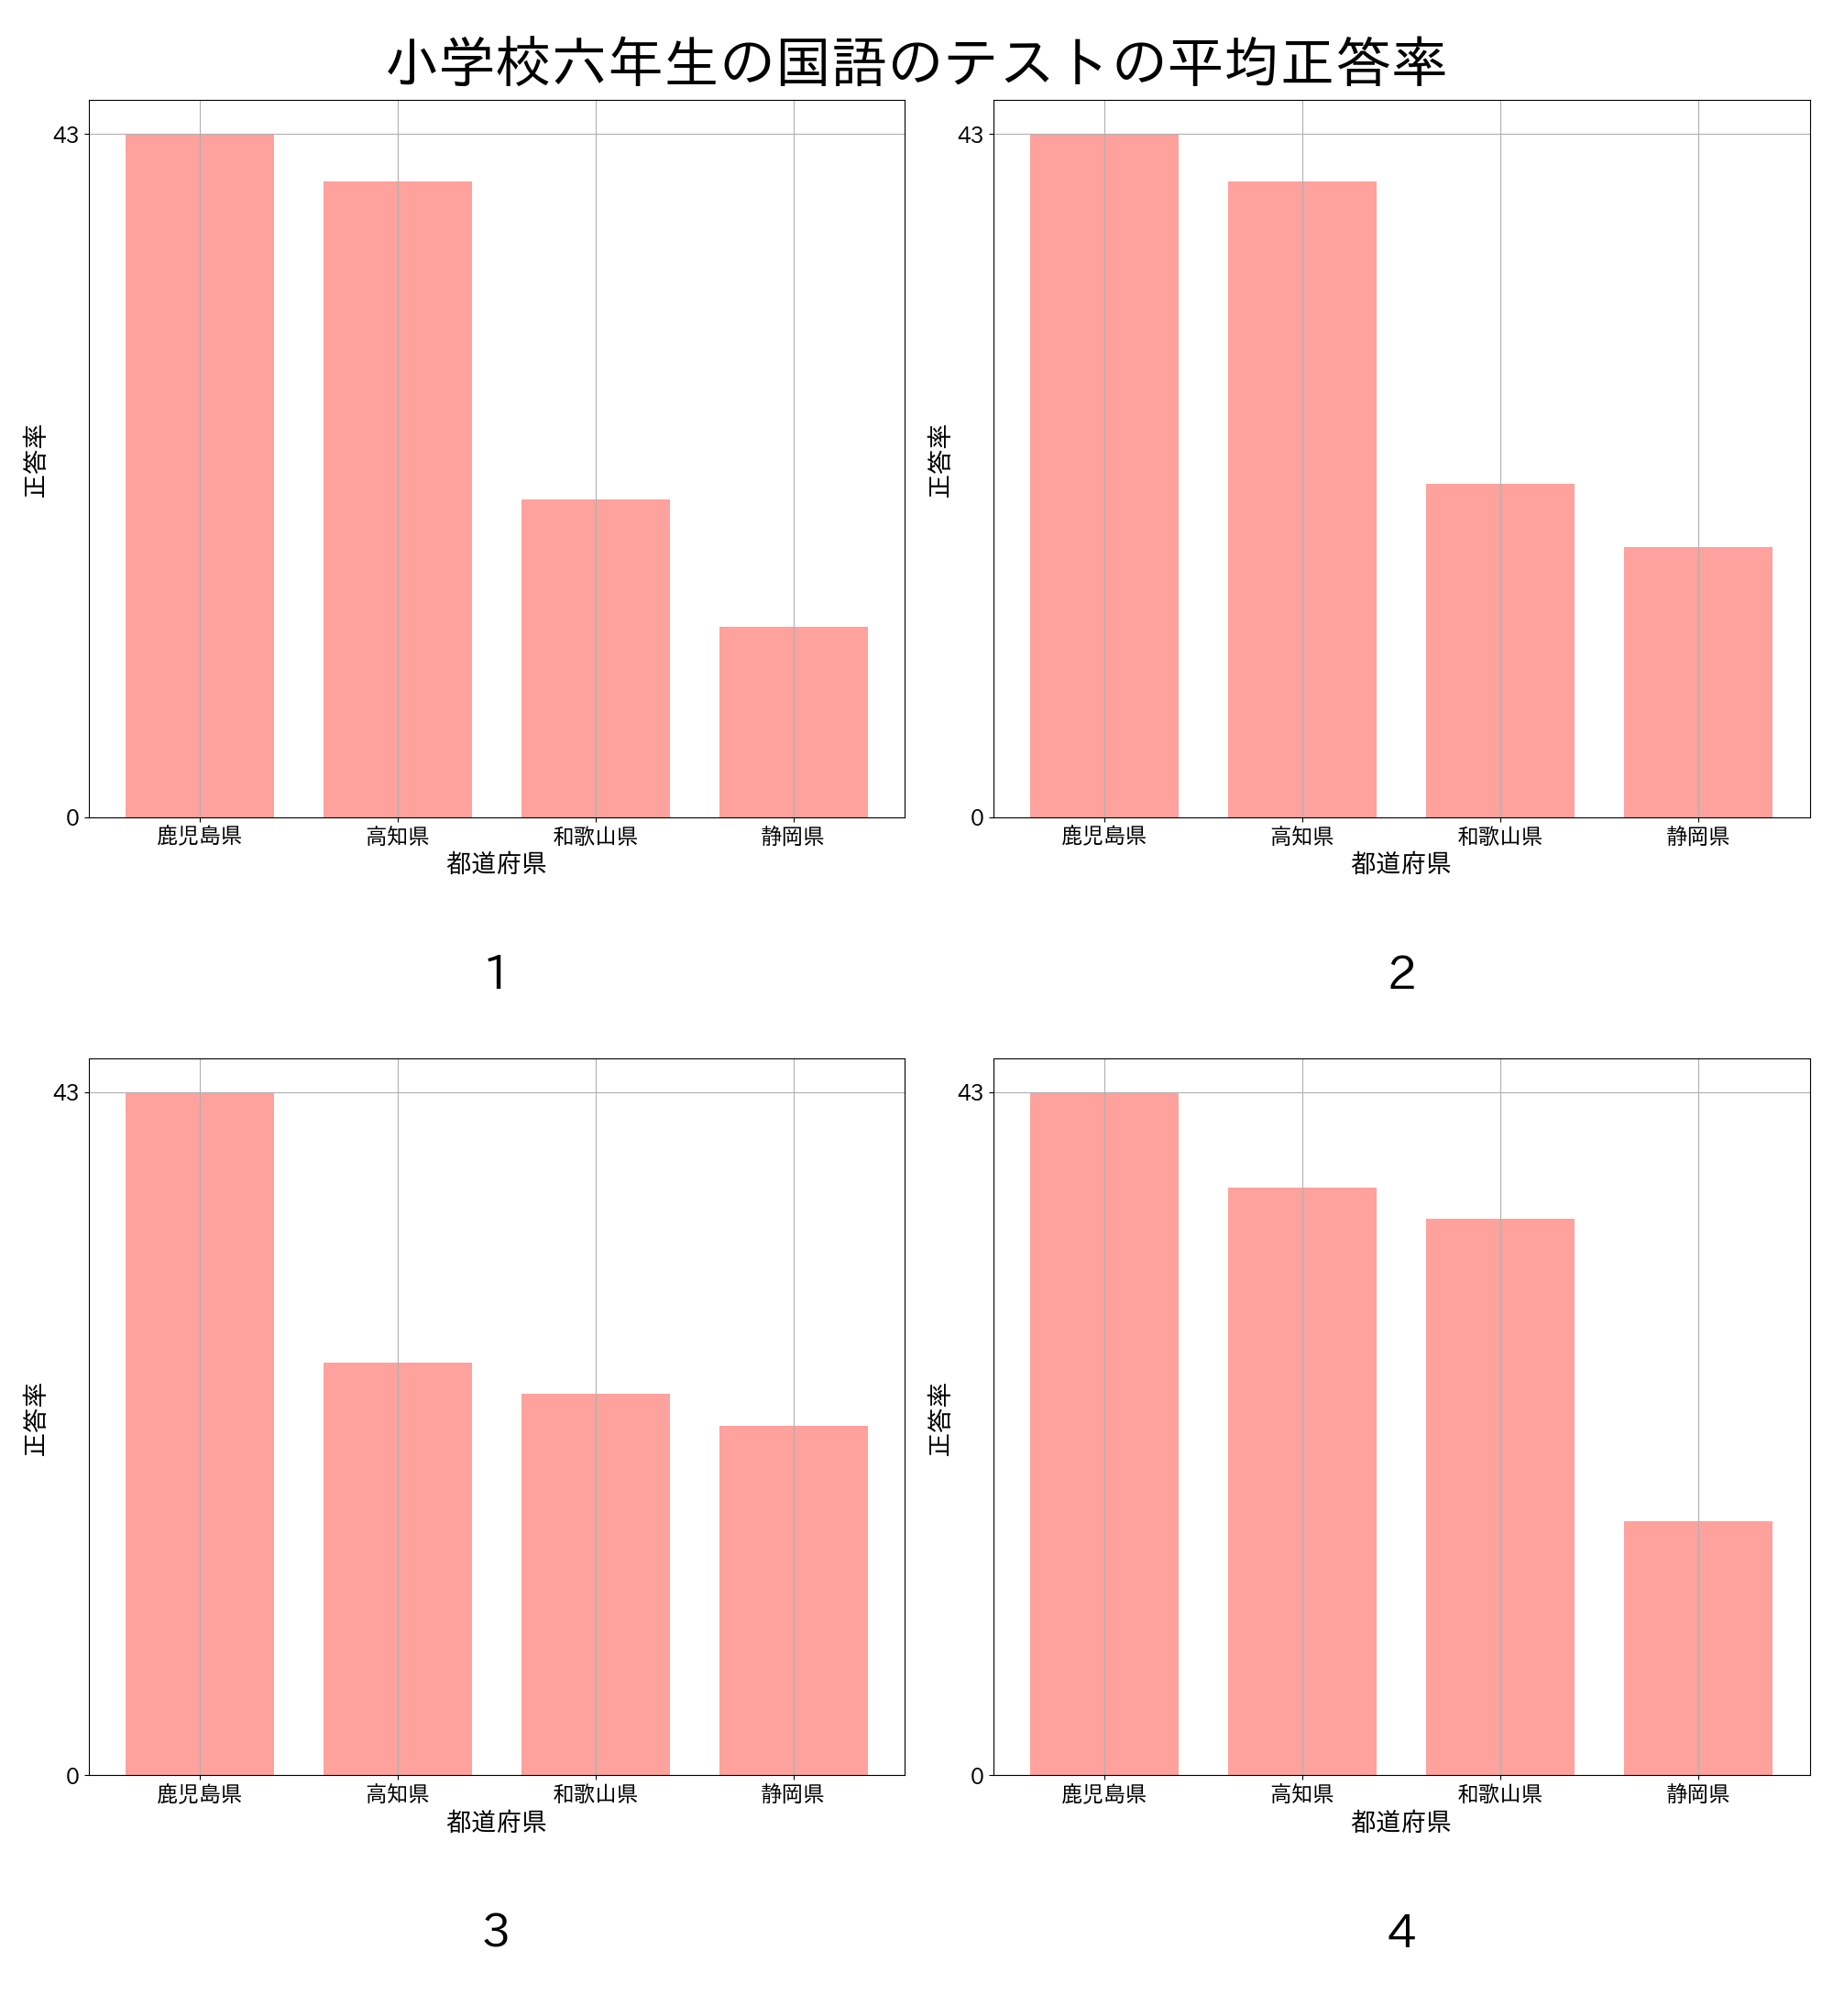 小学校六年生の国語のテストの平均正答率
43
0
正答率
鹿児島県 高知県 和歌山県 静岡県
都道府県
1
43
0
正答率
鹿児島県 高知県 和歌山県 静岡県
都道府県
2
43
0
正答率
鹿児島県 高知県 和歌山県 静岡県
都道府県
3
43
0
正答率
鹿児島県 高知県 和歌山県 静岡県
都道府県
4